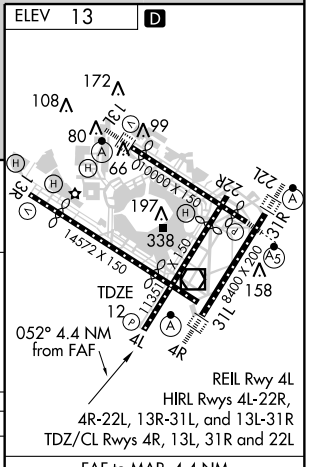 ELEV 13 D
172
108
13L
V
99
80
A
66
H
H
13R
V
10000 X 150
22R
22L
197
H
P
31R
A
338
14572 X 150
11351 X 150
8400 X 200
A5
158
TDZE
12
P
A
31L
4L
4R
052° 4.4 NM
from FAF
REIL Rwy 4L
HIRL Rwys 4L-22R,
4R-22L, 13R-31L, and 13L-31R
TDZ/CL Rwys 4R, 13L, 31R and 22L
FAF to MAP 4.4 NM